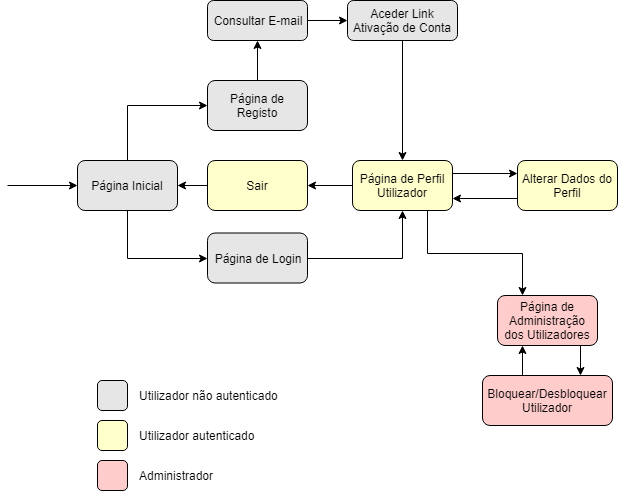 Consultar E-mail
Aceder Link
Ativação de Conta
Página de
Registo
Página Inicial
Sair
Página de Perfil
Utilizador
Alterar Dados do
Perfil
Página de Login
Página de
Administração
dos Utilizadores
Bloquear/Desbloquear
Utilizador
Utilizador não autenticado
Utilizador autenticado
Administrador